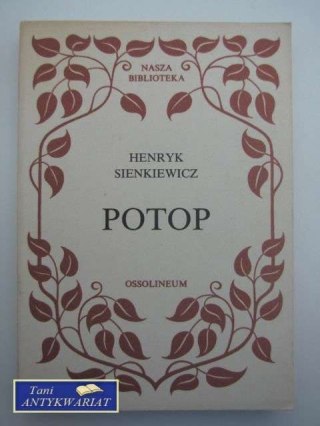 NASZA
BIBLIOTEKA
HENRYK
SIENKIEWICZ
POTOP
OSSOLINEUM
Tani
ANTYKWARIAT